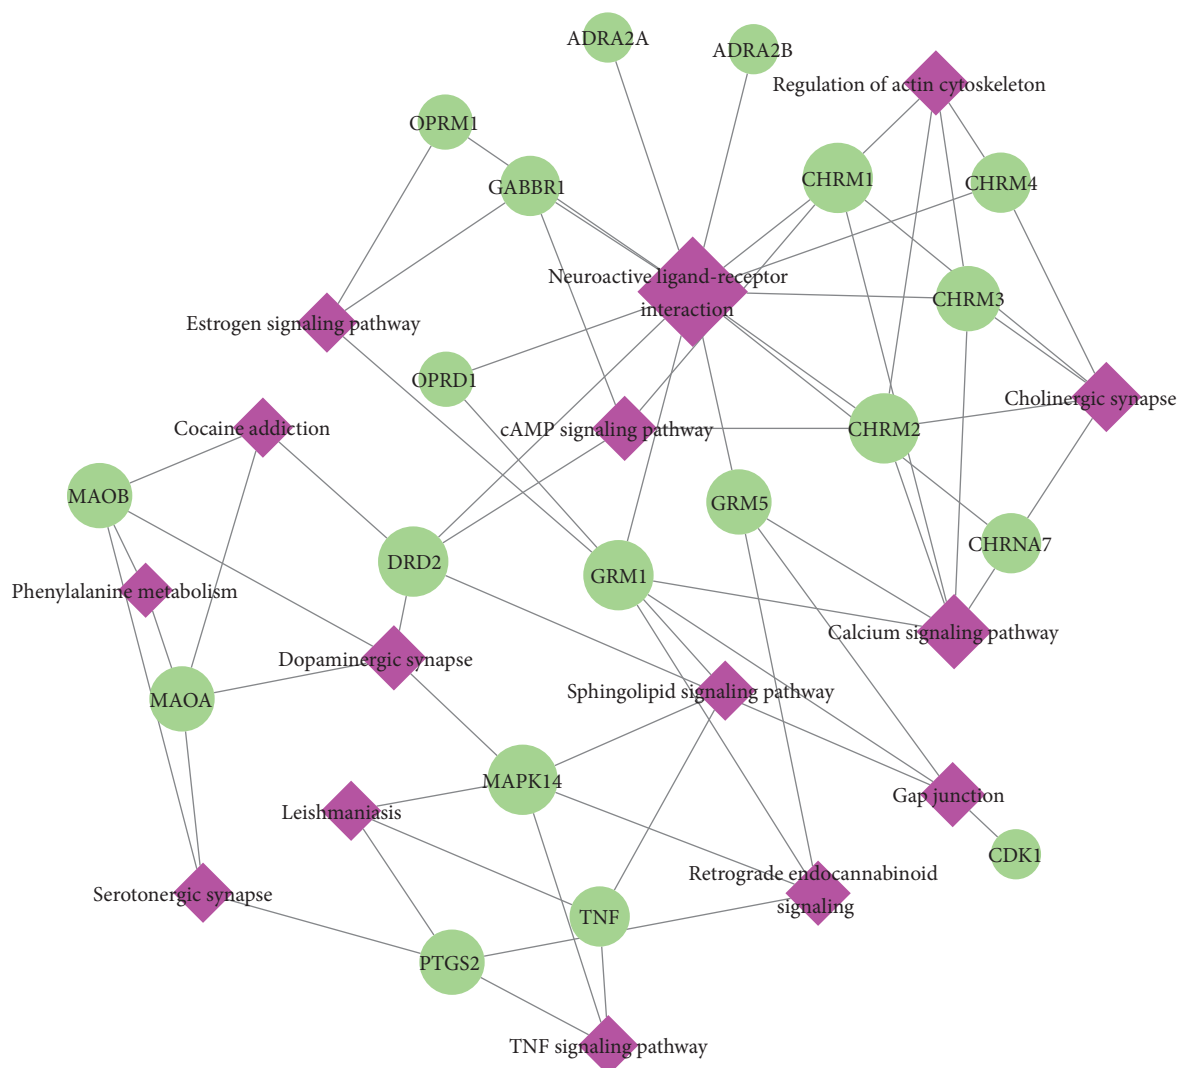 ADRA2A
ADRA2B
Regulation of actin cytoskeleton
OPRM1
GABBR1
CHRM1
CHRM4
Neuroactive ligand-receptor
interaction
CHRM3
Estrogen signaling pathway
OPRD1
Cholinergic synapse
Cocaine addiction
cAMP signaling pathway
CHRM2
MAOB
GRM5
CHRNA7
DRD2
GRM1
Phenylalanine metabolism
Calcium signaling pathway
Dopaminergic synapse
Sphingolipid signaling pathway
MAOA
MAPK14
Gap junction
Leishmaniasis
CDK1
Retrograde endocannabinoid
signaling
Serotonergic synapse
TNF
PTGS2
TNF signaling pathway